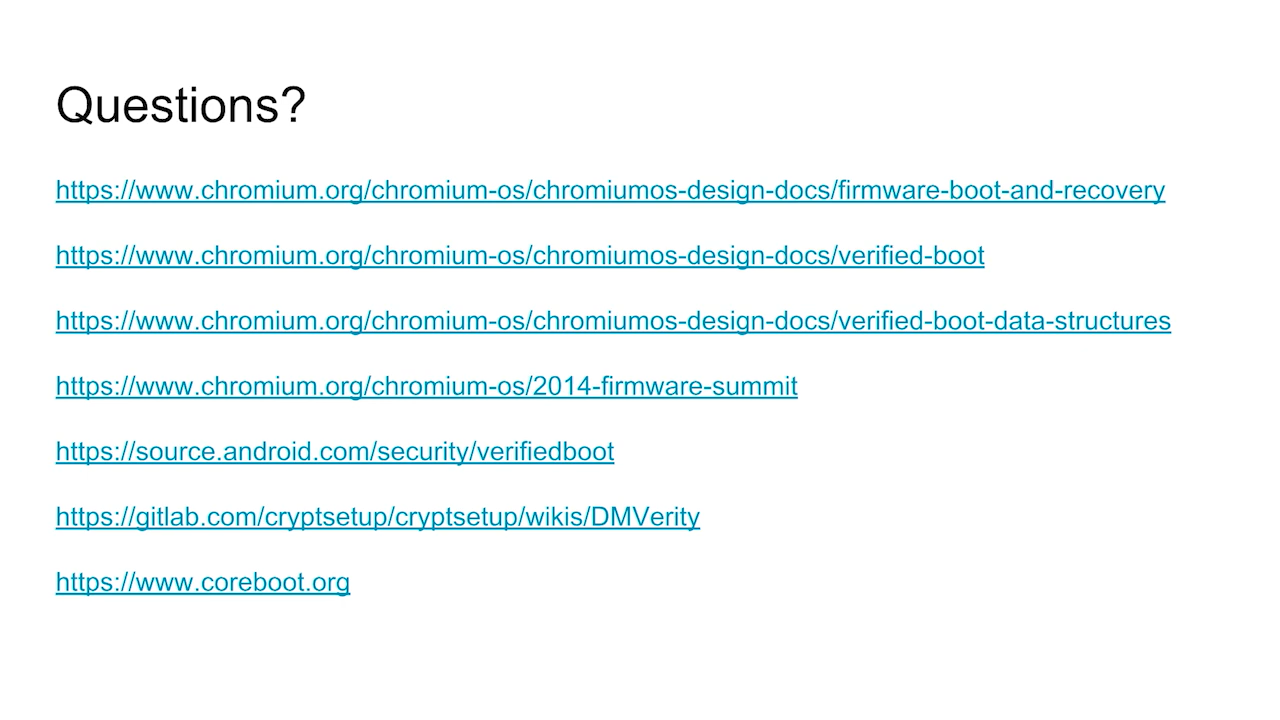 Questions?
https://www.chromium.org/chromium-os/chromiumos-design-docs/firmware-boot-and-recovery
https://www.chromium.org/chromium-os/chromiumos-design-docs/verified-boot
https://www.chromium.org/chromium-os/chromiumos-design-docs/verified-boot-data-structures
https://www.chromium.org/chromium-os/2014-firmware-summit
https://source.android.com/security/verifiedboot
https://gitlab.com/cryptsetup/cryptsetup/wikis/DMVerity
https://www.coreboot.org